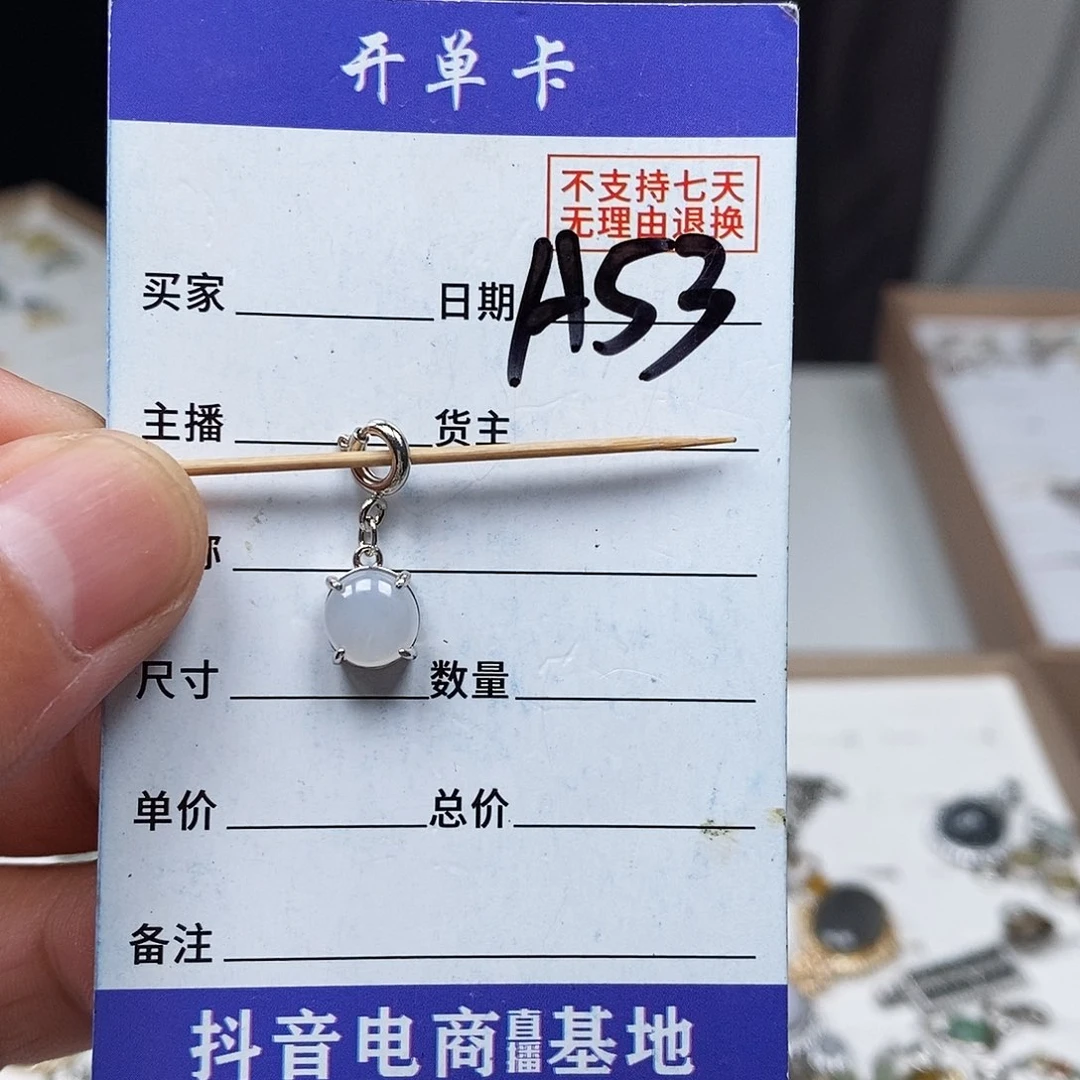 开单卡
不支持七天
无理由退换
买家 日期 A53
主播 货主
称
尺寸 数量
单价 总价
备注
抖音电商直播基地